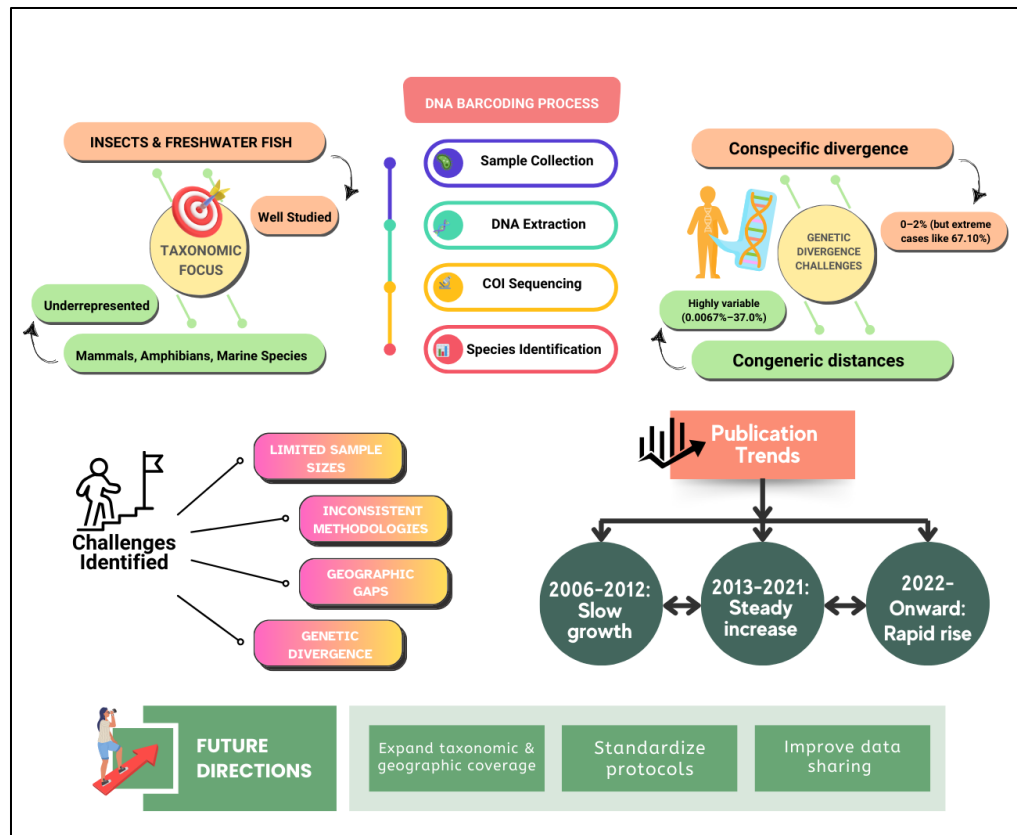 DNA BARCODING PROCESS
Sample Collection
DNA Extraction
COI Sequencing
Species Identification
INSECTS & FRESHWATER FISH
Well Studied
TAXONOMIC
FOCUS
Underrepresented
Mammals, Amphibians, Marine Species
Conspecific divergence
0–2% (but extreme
cases like 67.10%)
GENETIC
DIVERGENCE
CHALLENGES
Highly variable
(0.0067%–37.0%)
Congeneric distances
Challenges
Identified
LIMITED SAMPLE
SIZES
INCONSISTENT
METHODOLOGIES
GEOGRAPHIC
GAPS
GENETIC
DIVERGENCE
Publication
Trends
2006-2012:
Slow
growth
2013-2021:
Steady
increase
2022-
Onward:
Rapid rise
FUTURE
DIRECTIONS
Expand taxonomic &
geographic coverage
Standardize
protocols
Improve data
sharing